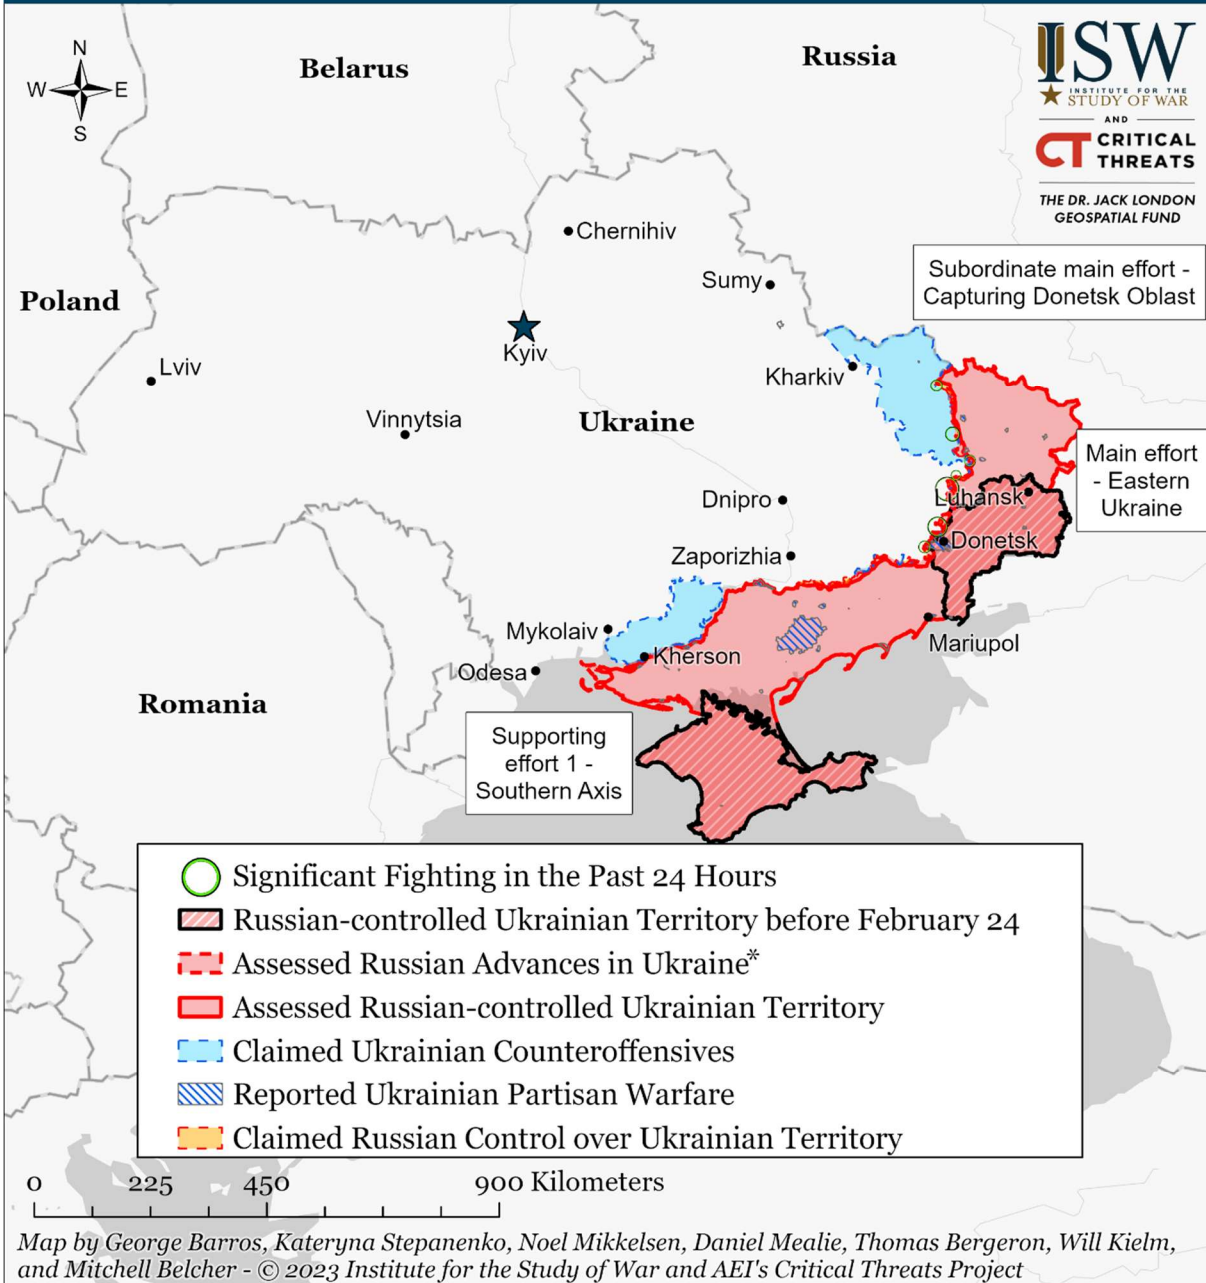 N
W E
S
Belarus
Russia
ISW
INSTITUTE FOR THE
STUDY OF WAR
AND
CT CRITICAL
THREATS
THE DR. JACK LONDON
GEOSPATIAL FUND
Chernihiv
Subordinate main effort -
Capturing Donetsk Oblast
Sumy
Poland
Kyiv
Lviv
Kharkiv
Vinnytsia
Ukraine
Main effort
- Eastern
Ukraine
Luhansk
Dnipro
Donetsk
Zaporizhia
Mykolaiv
Mariupol
Kherson
Odesa
Romania
Supporting
effort 1 -
Southern Axis
Significant Fighting in the Past 24 Hours
Russian-controlled Ukrainian Territory before February 24
Assessed Russian Advances in Ukraine*
Assessed Russian-controlled Ukrainian Territory
Claimed Ukrainian Counteroffensives
Reported Ukrainian Partisan Warfare
Claimed Russian Control over Ukrainian Territory
0 225 450 900 Kilometers
Map by George Barros, Kateryna Stepanenko, Noel Mikkelsen, Daniel Mealie, Thomas Bergeron, Will Kielm,
and Mitchell Belcher - © 2023 Institute for the Study of War and AEI's Critical Threats Project